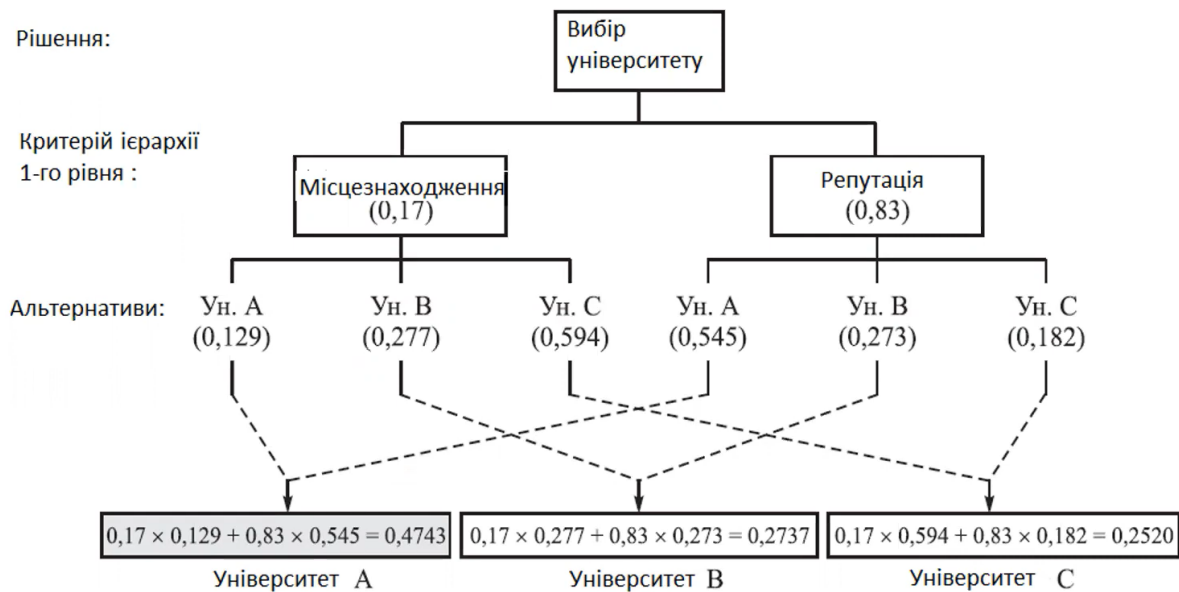 Рішення:
Вибір
університету
Критерій ієрархії
1-го рівня :
Місцезнаходження
(0,17)
Репутація
(0,83)
Альтернативи:
Ун. A
(0,129)
Ун. B
(0,277)
Ун. C
(0,594)
Ун. A
(0,545)
Ун. B
(0,273)
Ун. C
(0,182)
0,17 × 0,129 + 0,83 × 0,545 = 0,4743
0,17 × 0,277 + 0,83 × 0,273 = 0,2737
0,17 × 0,594 + 0,83 × 0,182 = 0,2520
Університет A
Університет B
Університет C